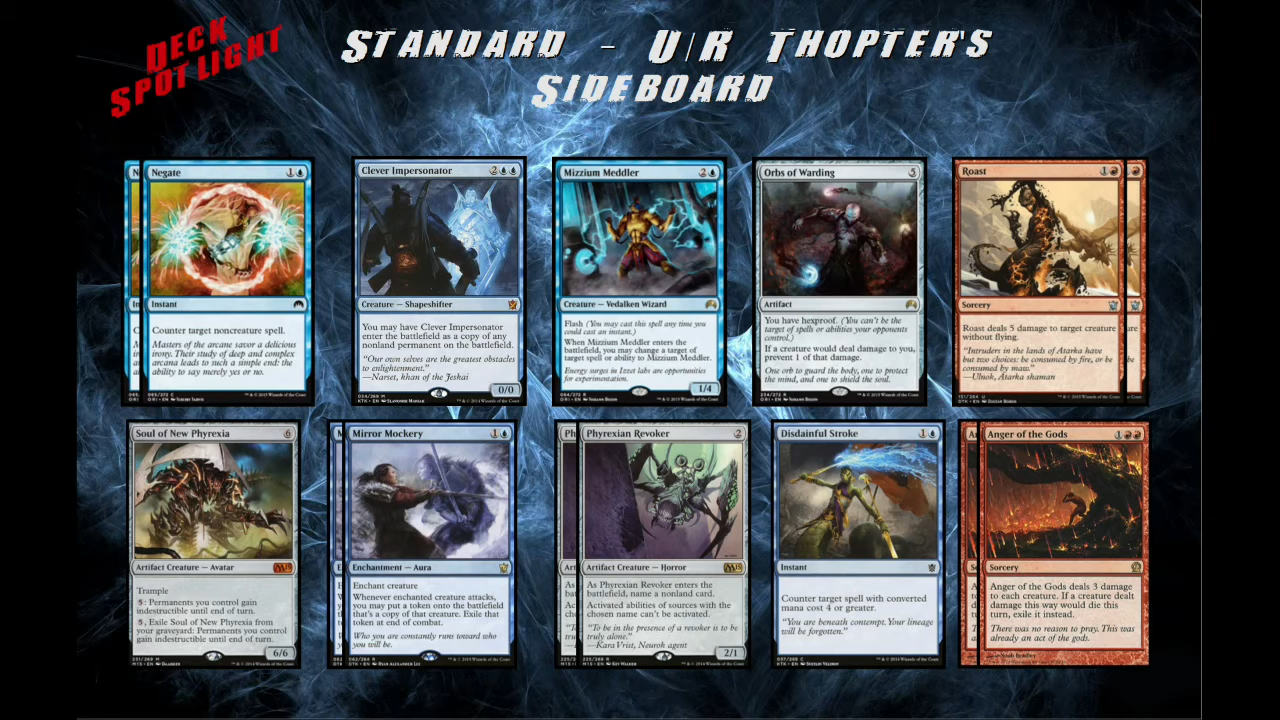 DECK
SPOT LIGHT
STANDARD - U/R THOPTER'S
SIDEBOARD
Negate
Instant
Counter target noncreature spell.
Masters of the arcane savor a delicious
irony. Their study of deep and complex
arcana leads to such a simple end: the
ability to say merely yes or no.
Clever Impersonator
Creature — Shapeshifter
You may have Clever Impersonator
enter the battlefield as a copy of any
nonland permanent on the battlefield.
"Our own selves are the greatest obstacles
to enlightenment."
—Narset, khan of the Jeskai
0/0
Mizzium Meddler
Creature — Vedalken Wizard
Flash (You may cast this spell any time you
could cast an instant.)
When Mizzium Meddler enters the
battlefield, you may change a target of
target spell or ability to Mizzium Meddler.
Energy surges in Izzet labs are opportunities
for experimentation.
1/4
Orbs of Warding
Artifact
You have hexproof. (You can't be the
target of spells or abilities your opponents
control.)
If a creature would deal damage to you,
prevent 1 of that damage.
One orb to guard the body, one to protect
the mind, and one to shield the soul.
Roast
Sorcery
Roast deals 5 damage to target creature
without flying.
"Intruders in the lands of Atarka have
but two choices: be consumed by fire, or be
consumed by maw."
—Ulnok, Atarka shaman
Soul of New Phyrexia
Artifact Creature — Avatar
Trample
5: Permanents you control gain
indestructible until end of turn.
5, Exile Soul of New Phyrexia from
your graveyard: Permanents you control
gain indestructible until end of turn.
6/6
Mirror Mockery
Enchantment — Aura
Enchant creature
Whenever enchanted creature attacks,
you may put a token onto the battlefield
that's a copy of that creature. Exile that
token at end of combat.
Who you are constantly runs toward who
you will be.
Phyrexian Revoker
Artifact Creature — Horror
As Phyrexian Revoker enters the
battlefield, name a nonland card.
Activated abilities of sources with the
chosen name can't be activated.
"To be in the presence of a revoker is to be
truly alone."
—Kara Vrist, Neurok agent
2/1
Disdainful Stroke
Instant
Counter target spell with converted
mana cost 4 or greater.
"You are beneath contempt. Your lineage
will be forgotten."
Anger of the Gods
Sorcery
Anger of the Gods deals 3 damage
to each creature. If a creature dealt
damage this way would die this
turn, exile it instead.
There was no reason to pray. This was
already an act of the gods.